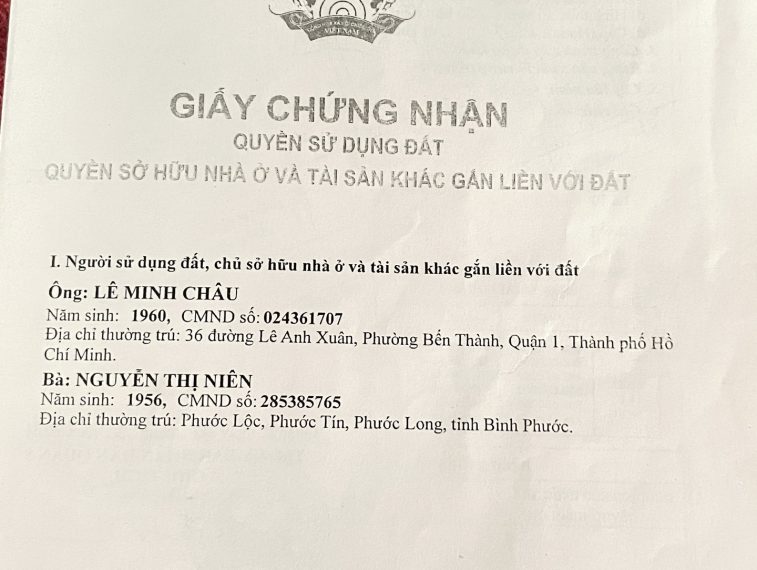 VIỆT NAM
GIẤY CHỨNG NHẬN
QUYỀN SỬ DỤNG ĐẤT
QUYỀN SỞ HỮU NHÀ Ở VÀ TÀI SẢN KHÁC GẮN LIỀN VỚI ĐẤT
I. Người sử dụng đất, chủ sở hữu nhà ở và tài sản khác gắn liền với đất
Ông: LÊ MINH CHÂU
Năm sinh: 1960, CMND số: 024361707
Địa chỉ thường trú: 36 đường Lê Anh Xuân, Phường Bến Thành, Quận 1, Thành phố Hồ
Chí Minh.
Bà: NGUYỄN THỊ NIÊN
Năm sinh: 1956, CMND số: 285385765
Địa chỉ thường trú: Phước Lộc, Phước Tín, Phước Long, tỉnh Bình Phước.